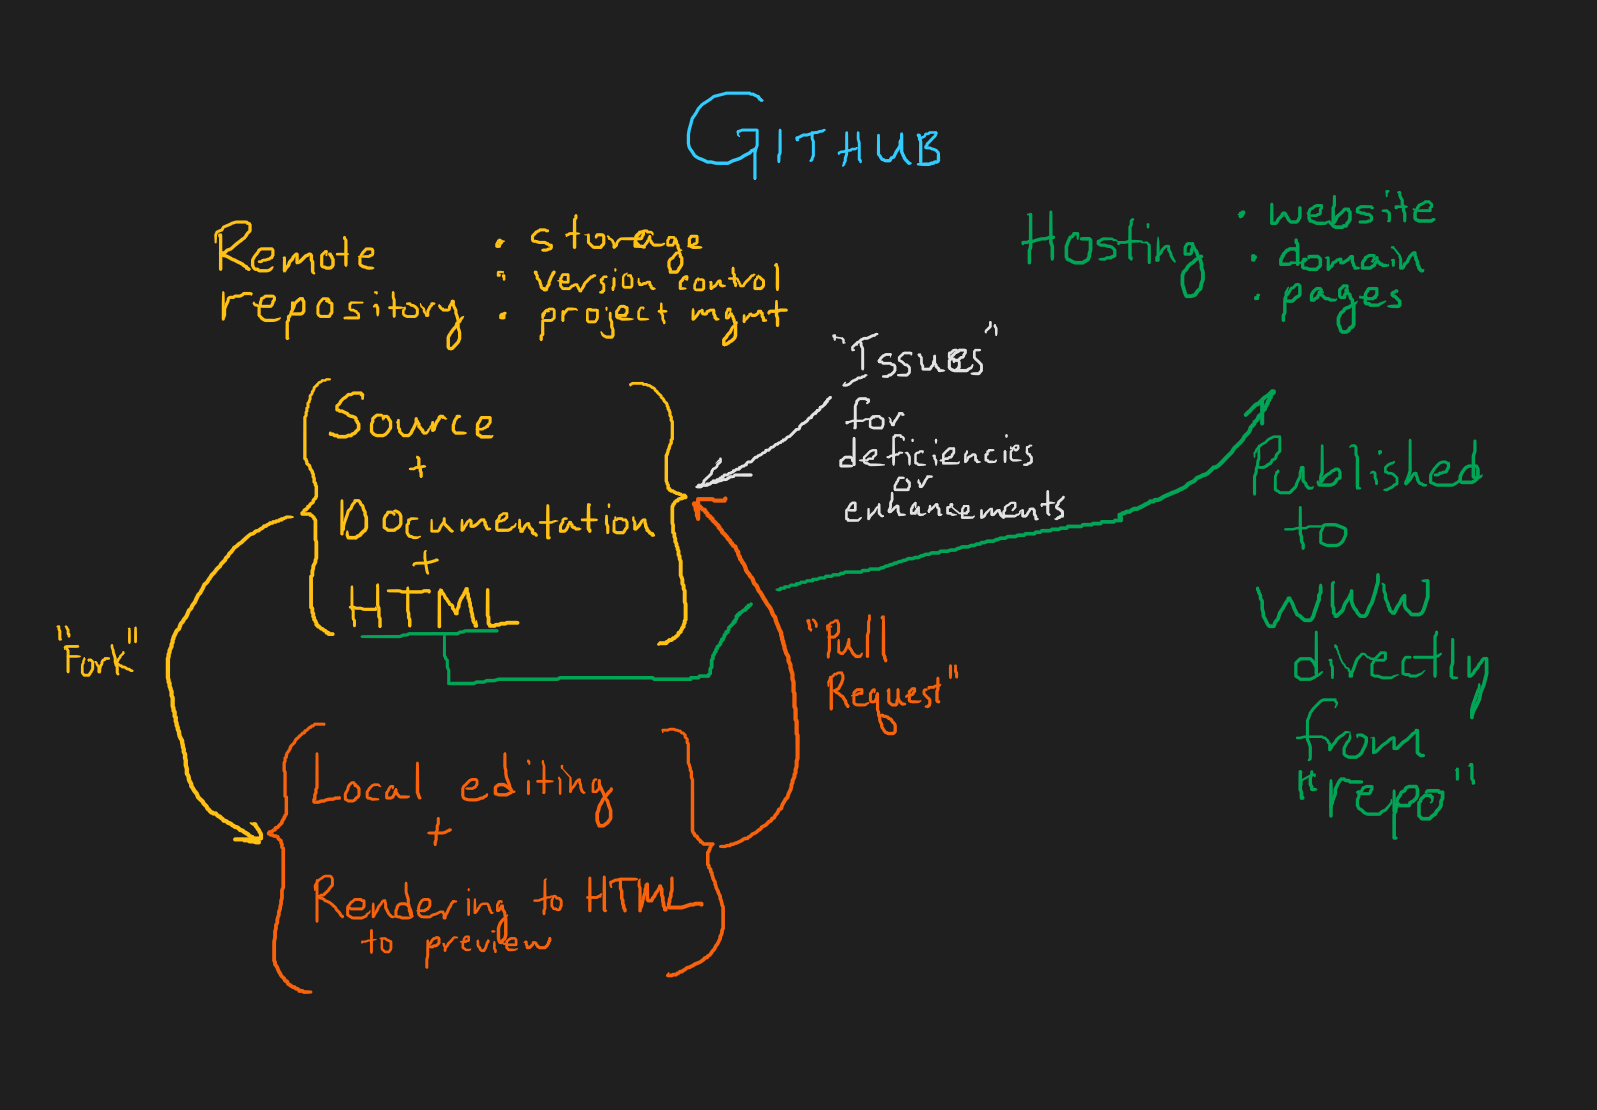 GITHUB
Remote
repository
• storage
• version control
• project mgmt
Hosting
• website
• domain
• pages
"Issues"
for
deficiencies
or
enhancements
Source
+
Documentation
+
HTML
"Fork"
"Pull
Request"
Local editing
+
Rendering to HTML
to preview
Published
to
WWW
directly
from
"repo"